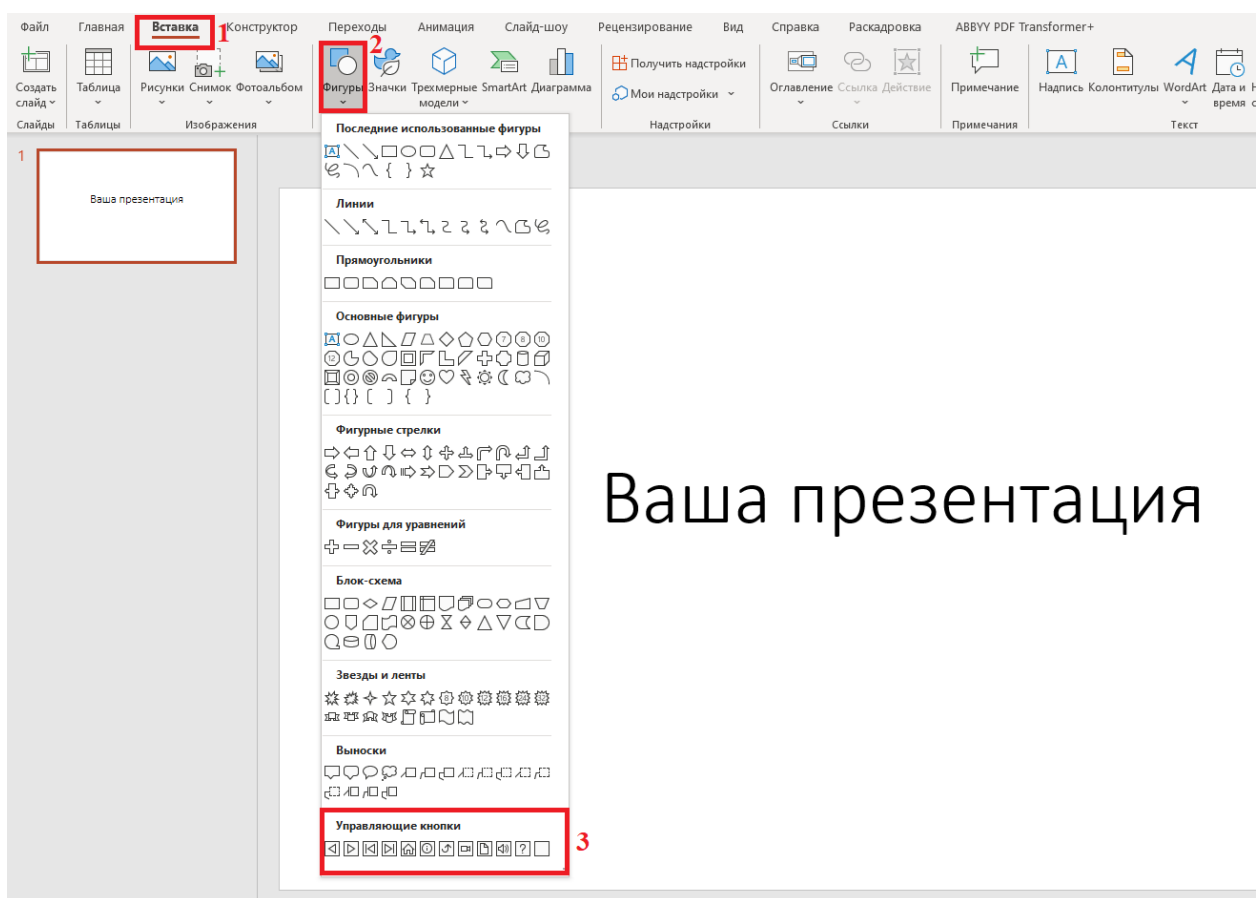 Файл Главная Вставка Конструктор Переходы Анимация Слайд-шоу Рецензирование Вид Справка Раскадровка ABBYY PDF Transformer+
1
2
Создать слайд
Таблица
Рисунки Снимок Фотоальбом
Фигуры Значки Трехмерные модели SmartArt Диаграмма
Получить надстройки
Мои надстройки
Оглавление Ссылка Действие
Примечание
Надпись Колонтитулы WordArt Дата и время
Слайды Таблицы Изображения Надстройки Ссылки Примечания Текст
1
Ваша презентация
Последние использованные фигуры
Линии
Прямоугольники
Основные фигуры
Фигурные стрелки
Фигуры для уравнений
Блок-схема
Звезды и ленты
Выноски
Управляющие кнопки
3
Ваша презентация